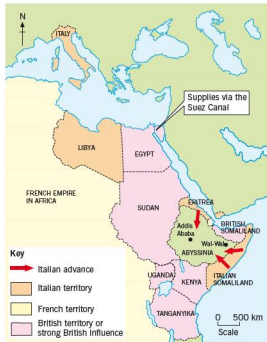 N
ITALY
Supplies via the
Suez Canal
LIBYA
EGYPT
FRENCH EMPIRE
IN AFRICA
SUDAN
ERITREA
BRITISH
SOMALILAND
Addis
Ababa
Wal-Wal
ABYSSINIA
UGANDA
KENYA
ITALIAN
SOMALILAND
TANGANYIKA
Key
Italian advance
Italian territory
French territory
British territory or
strong British influence
0 500 km
Scale